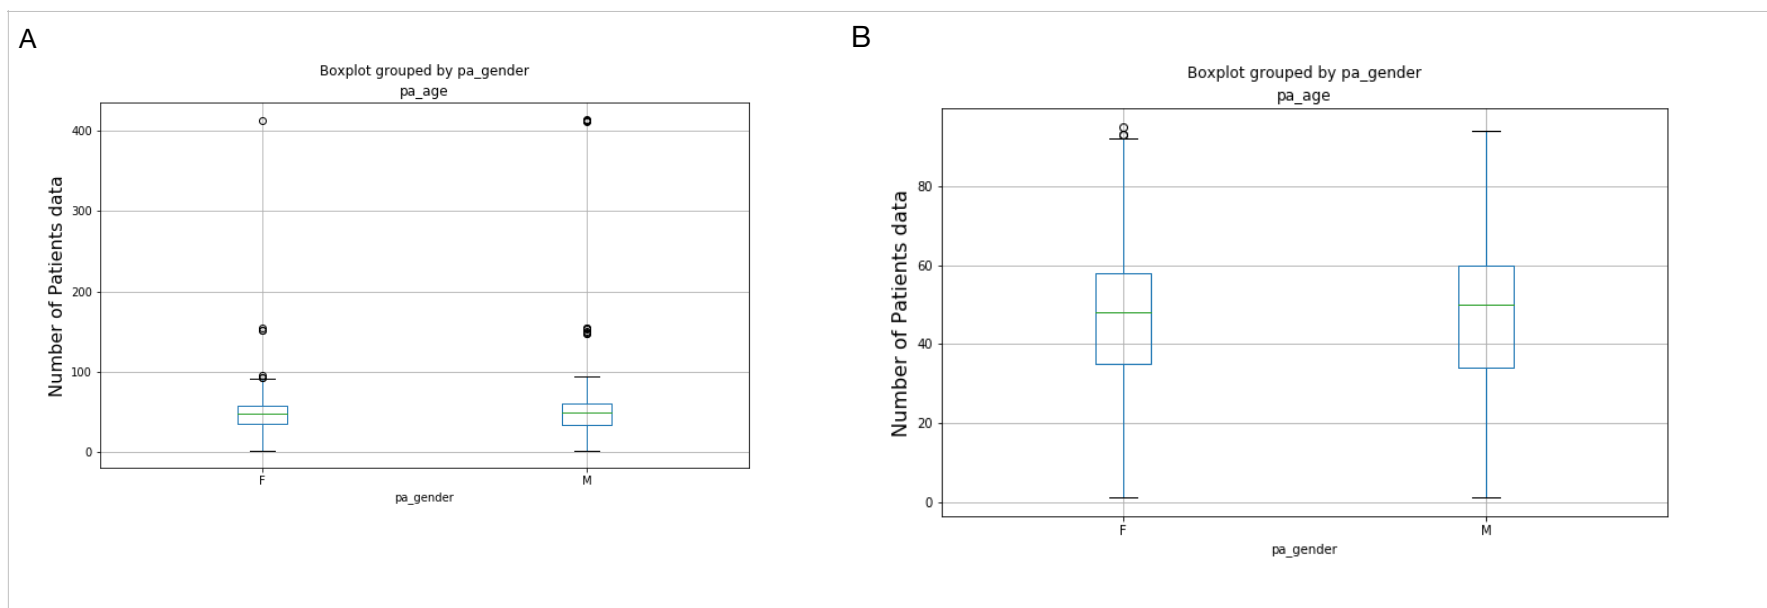 A
Boxplot grouped by pa_gender
pa_age
Number of Patients data
400
300
200
100
0
F M
pa_gender
B
Boxplot grouped by pa_gender
pa_age
Number of Patients data
80
60
40
20
0
F M
pa_gender